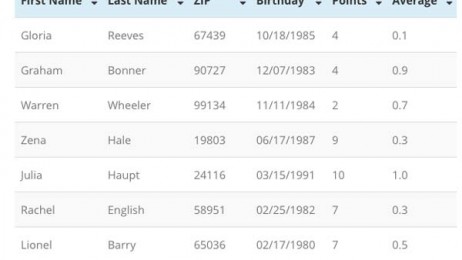 First Name Last Name ZIP Birthday Points Average
Gloria Reeves 67439 10/18/1985 4 0.1
Graham Bonner 90727 12/07/1983 4 0.9
Warren Wheeler 99134 11/11/1984 2 0.7
Zena Hale 19803 06/17/1987 9 0.3
Julia Haupt 24116 03/15/1991 10 1.0
Rachel English 58951 02/25/1982 7 0.3
Lionel Barry 65036 02/17/1980 7 0.5